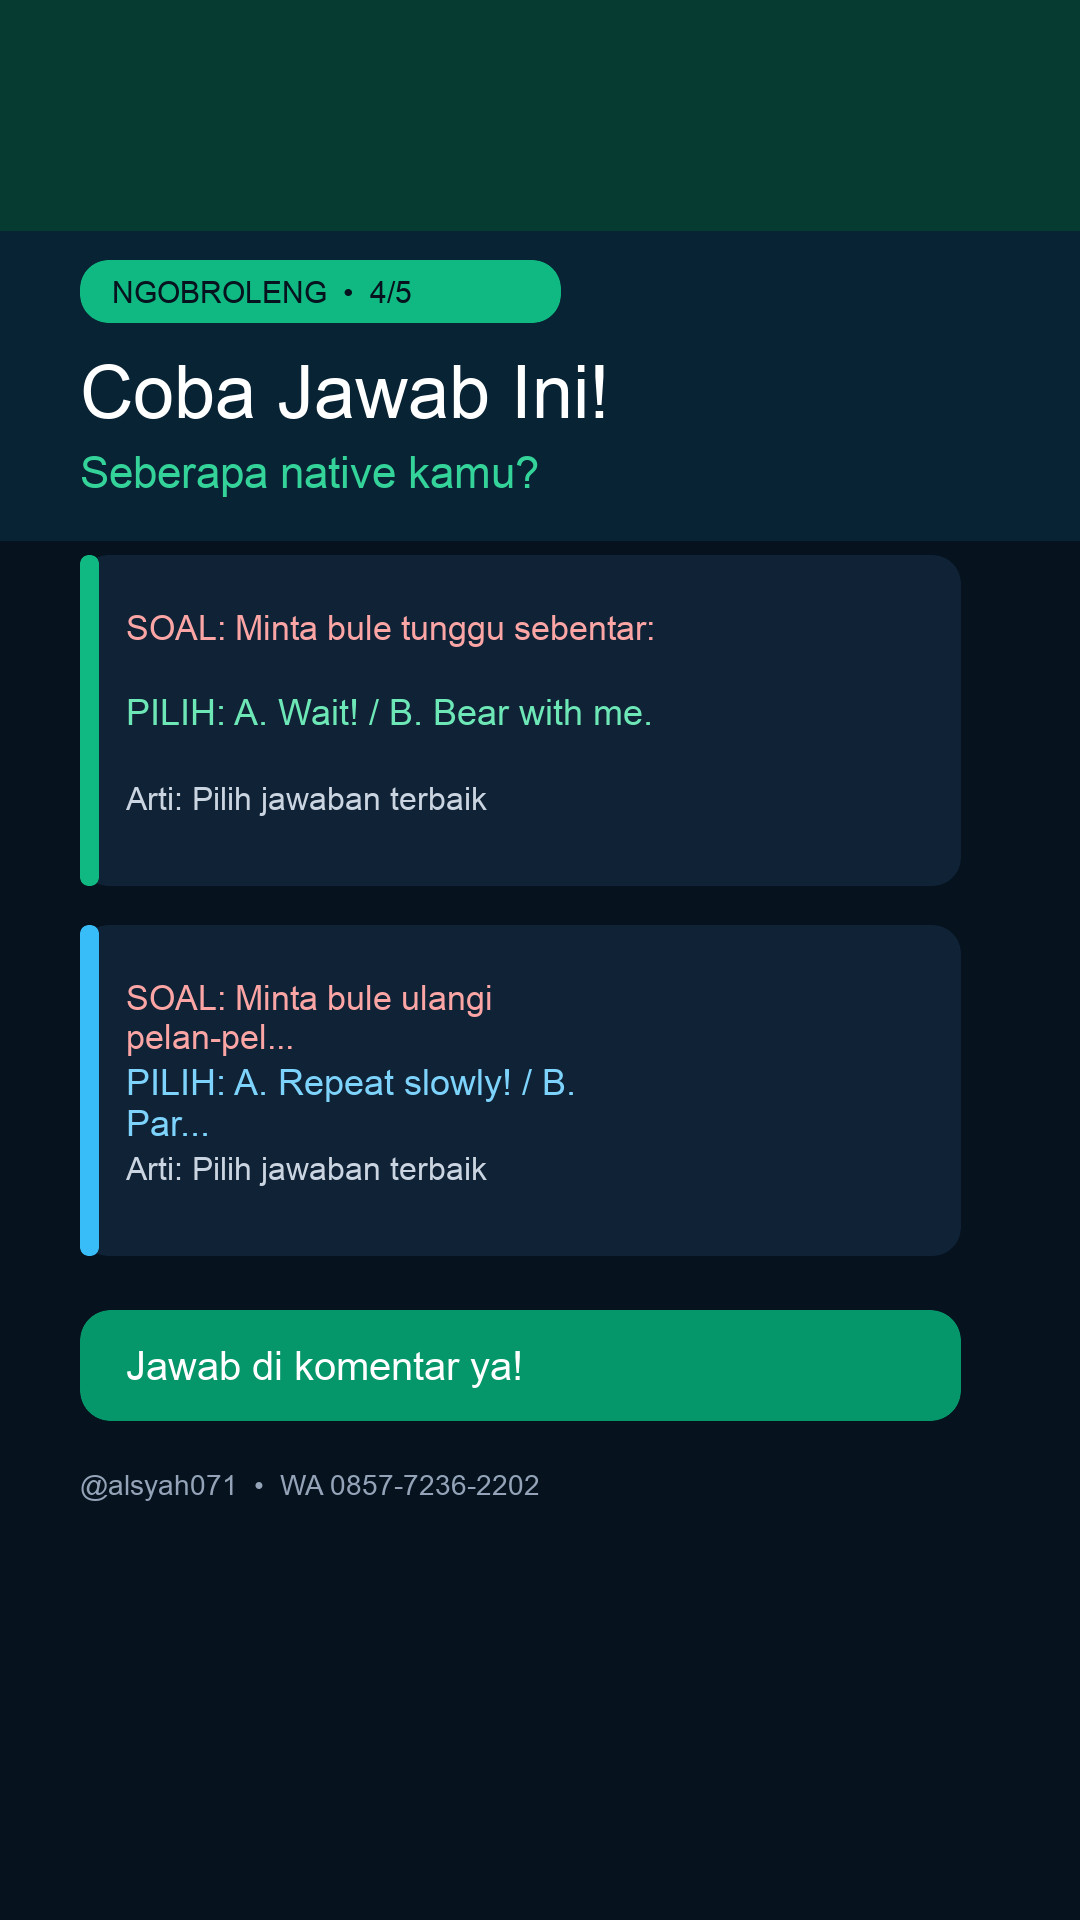 NGOBROLENG • 4/5
Coba Jawab Ini!
Seberapa native kamu?
SOAL: Minta bule tunggu sebentar:
PILIH: A. Wait! / B. Bear with me.
Arti: Pilih jawaban terbaik
SOAL: Minta bule ulangi
pelan-pel...
PILIH: A. Repeat slowly! / B.
Par...
Arti: Pilih jawaban terbaik
Jawab di komentar ya!
@alsyah071 • WA 0857-7236-2202